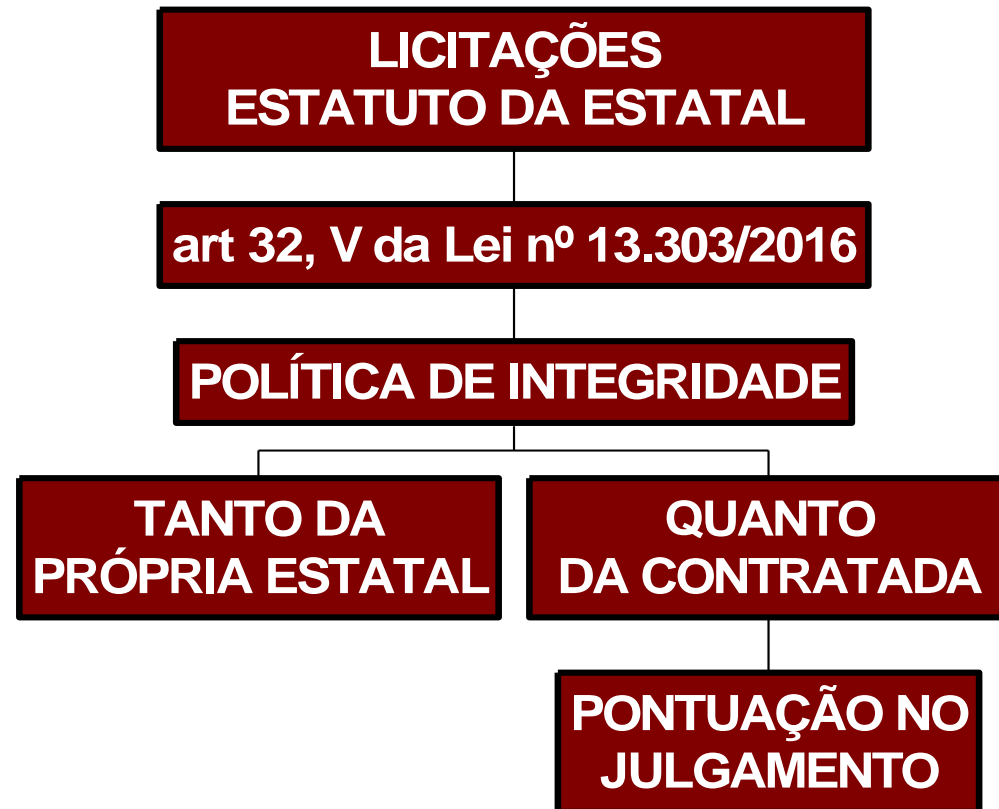 LICITAÇÕES
ESTATUTO DA ESTATAL
art 32, V da Lei nº 13.303/2016
POLÍTICA DE INTEGRIDADE
TANTO DA
PRÓPRIA ESTATAL
QUANTO
DA CONTRATADA
PONTUAÇÃO NO
JULGAMENTO